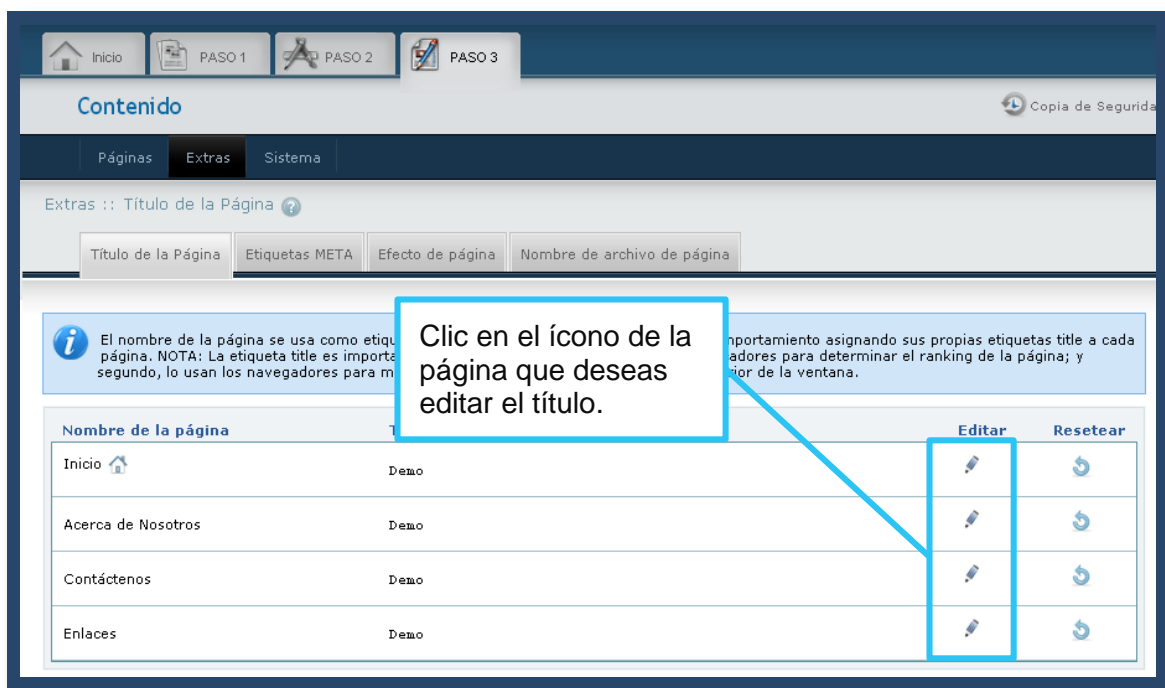 Inicio PASO 1 PASO 2 PASO 3
Contenido
Copia de Segurida
Páginas Extras Sistema
Extras :: Título de la Página
Título de la Página Etiquetas META Efecto de página Nombre de archivo de página
El nombre de la página se usa como etiqu portamiento asignando sus propias etiquetas title a cada
página. NOTA: La etiqueta title es importa adores para determinar el ranking de la página; y
segundo, lo usan los navegadores para m rior de la ventana.
Clic en el ícono de la
página que deseas
editar el título.
Nombre de la página Editar Resetear
Inicio Demo
Acerca de Nosotros Demo
Contáctenos Demo
Enlaces Demo